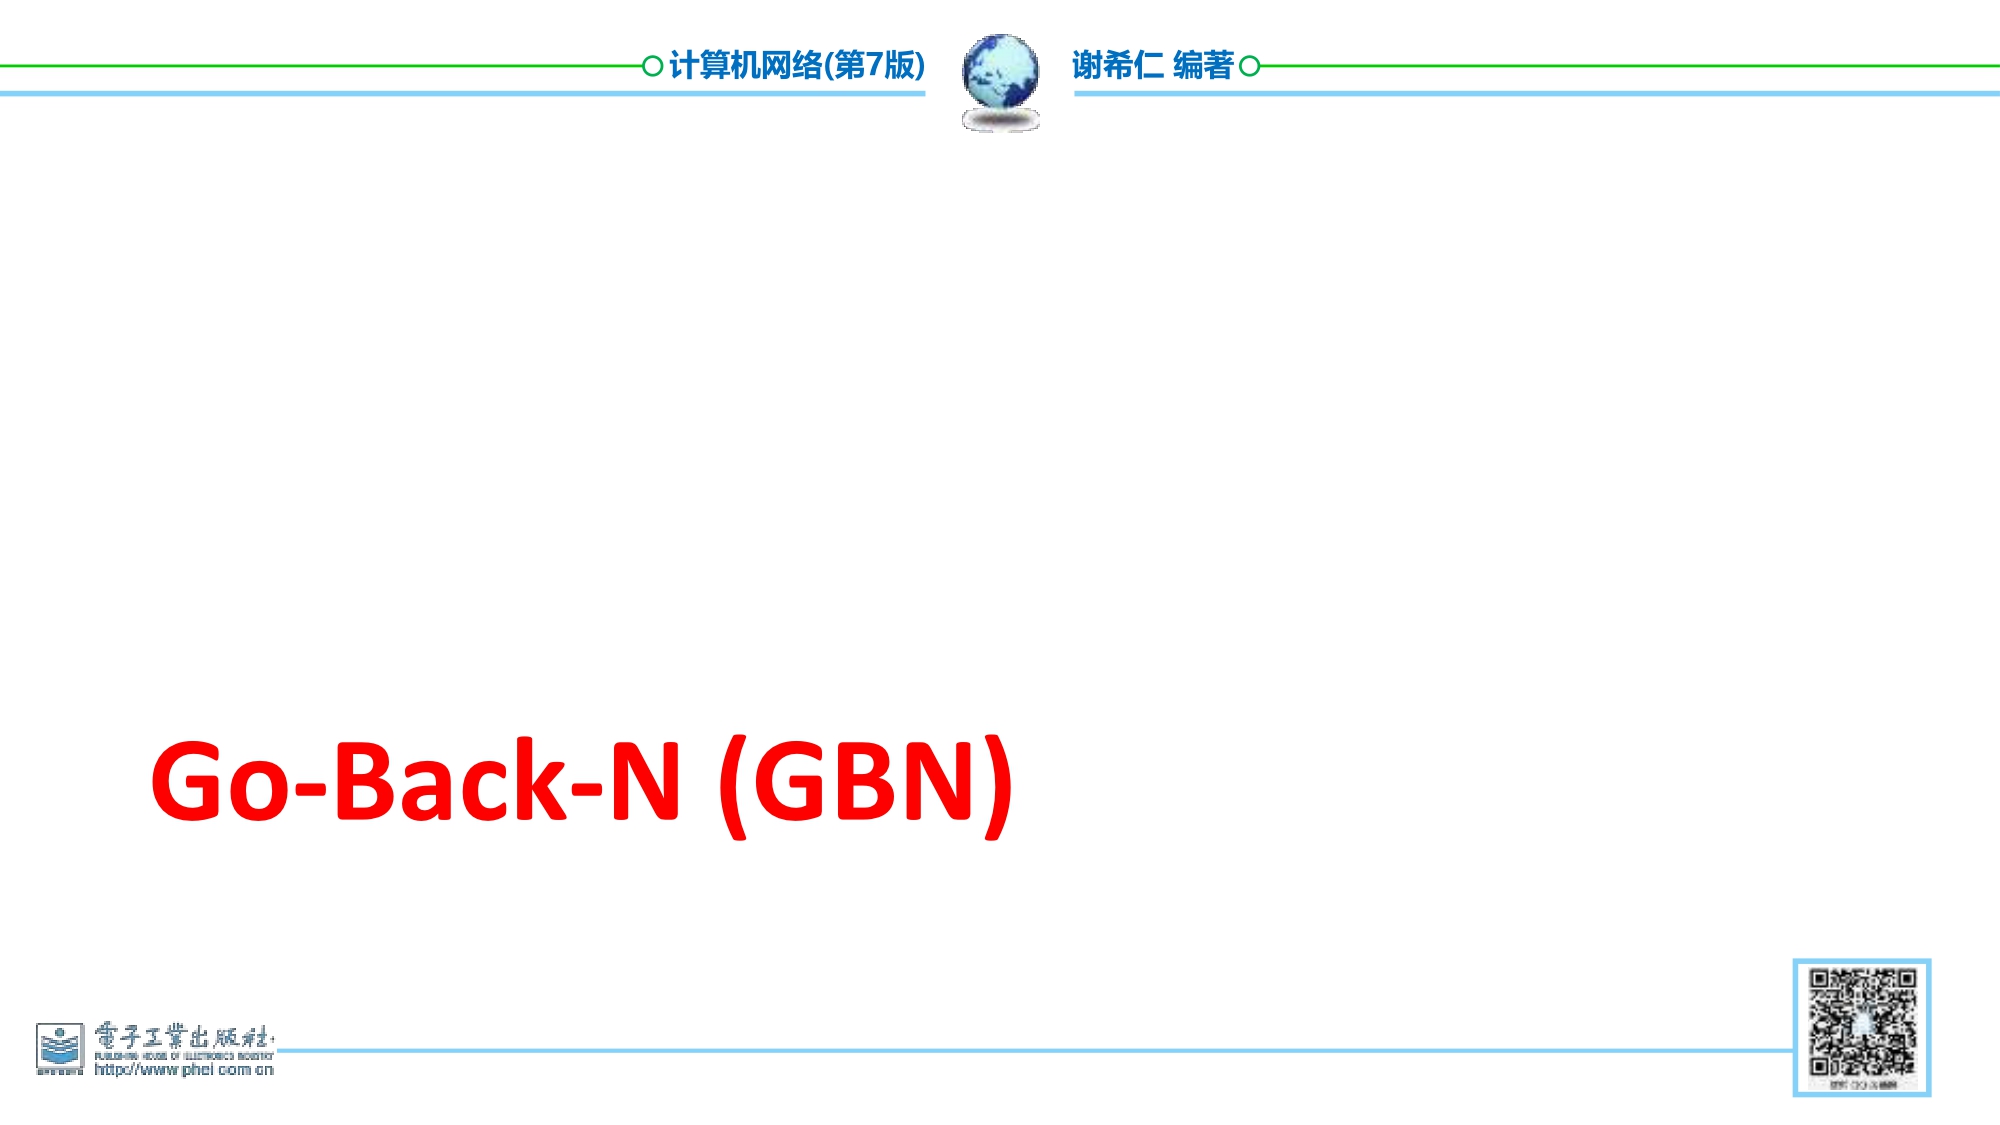 计算机网络(第7版) 谢希仁 编著
Go-Back-N (GBN)
電子工業出版社
PUBLISHING HOUSE OF ELECTRONICS INDUSTRY
http://www.phei.com.cn